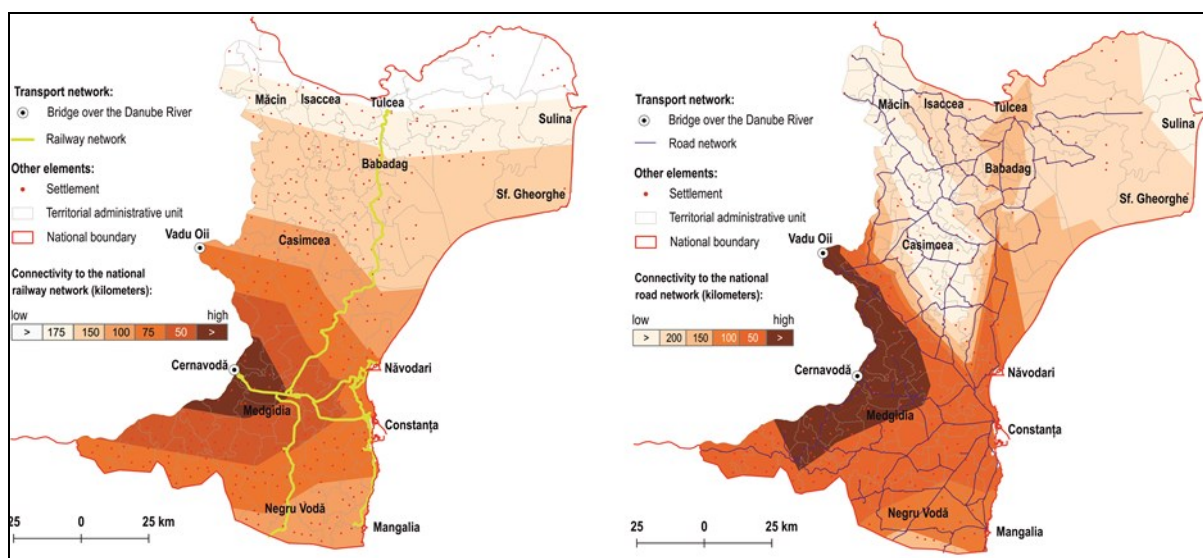 Transport network:
Bridge over the Danube River
Railway network
Other elements:
Settlement
Territorial administrative unit
National boundary
Connectivity to the national
railway network (kilometers):
low high
> 175 150 100 75 50 >
Măcin Isaccea Tulcea
Sulina
Babadag
Sf. Gheorghe
Vadu Oii
Casimcea
Cernavodă
Năvodari
Medgidia
Constanța
Negru Vodă
Mangalia
25 0 25 km
Transport network:
Bridge over the Danube River
Road network
Other elements:
Settlement
Territorial administrative unit
National boundary
Connectivity to the national
road network (kilometers):
low high
> 200 150 100 50 >
Măcin Isaccea Tulcea
Sulina
Babadag
Sf. Gheorghe
Vadu Oii
Casimcea
Cernavodă
Năvodari
Medgidia
Constanța
Negru Vodă
Mangalia
25 0 25 km